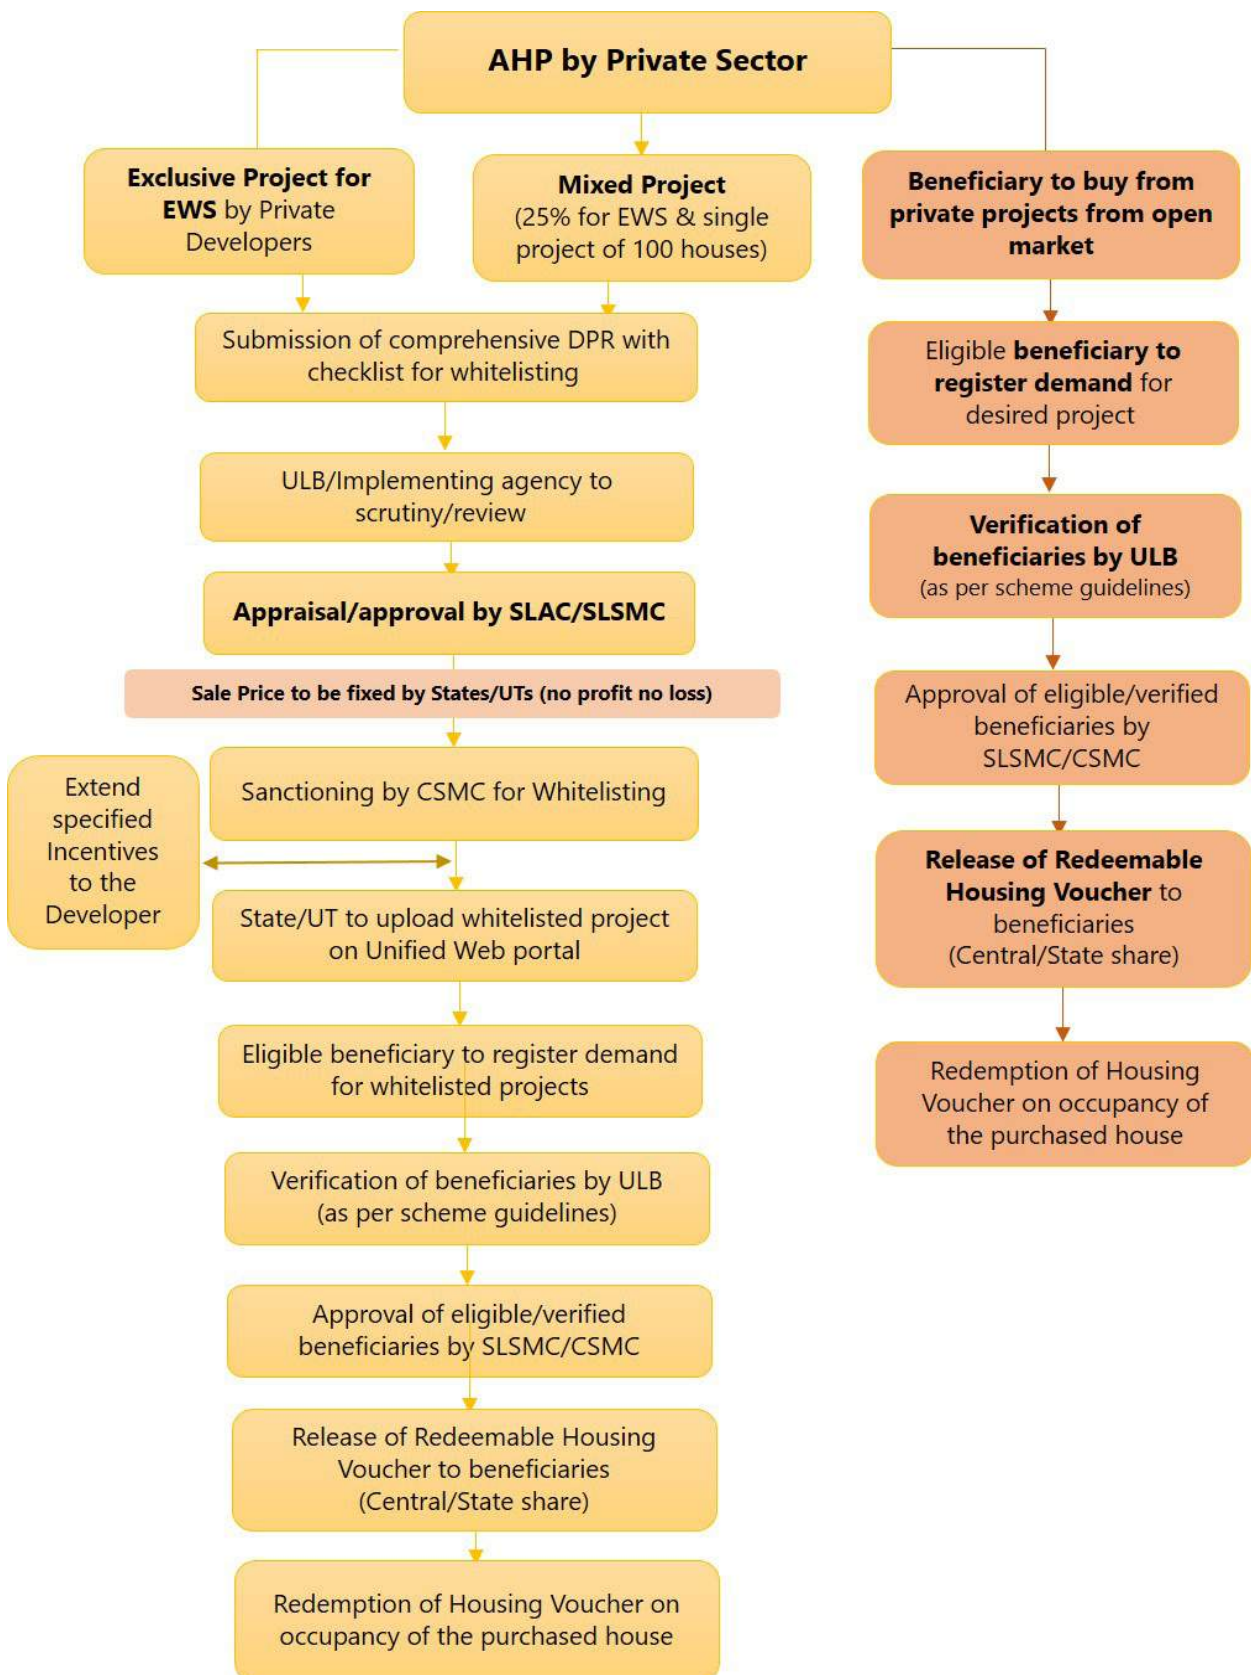 AHP by Private Sector
Exclusive Project for
EWS by Private
Developers
Mixed Project
(25% for EWS & single
project of 100 houses)
Submission of comprehensive DPR with
checklist for whitelisting
ULB/Implementing agency to
scrutiny/review
Appraisal/approval by SLAC/SLSMC
Sale Price to be fixed by States/UTs (no profit no loss)
Sanctioning by CSMC for Whitelisting
Extend
specified
Incentives
to the
Developer
State/UT to upload whitelisted project
on Unified Web portal
Eligible beneficiary to register demand
for whitelisted projects
Verification of beneficiaries by ULB
(as per scheme guidelines)
Approval of eligible/verified
beneficiaries by SLSMC/CSMC
Release of Redeemable Housing
Voucher to beneficiaries
(Central/State share)
Redemption of Housing Voucher on
occupancy of the purchased house
Beneficiary to buy from
private projects from open
market
Eligible beneficiary to
register demand for
desired project
Verification of
beneficiaries by ULB
(as per scheme guidelines)
Approval of eligible/verified
beneficiaries by
SLSMC/CSMC
Release of Redeemable
Housing Voucher to
beneficiaries
(Central/State share)
Redemption of Housing
Voucher on occupancy of
the purchased house